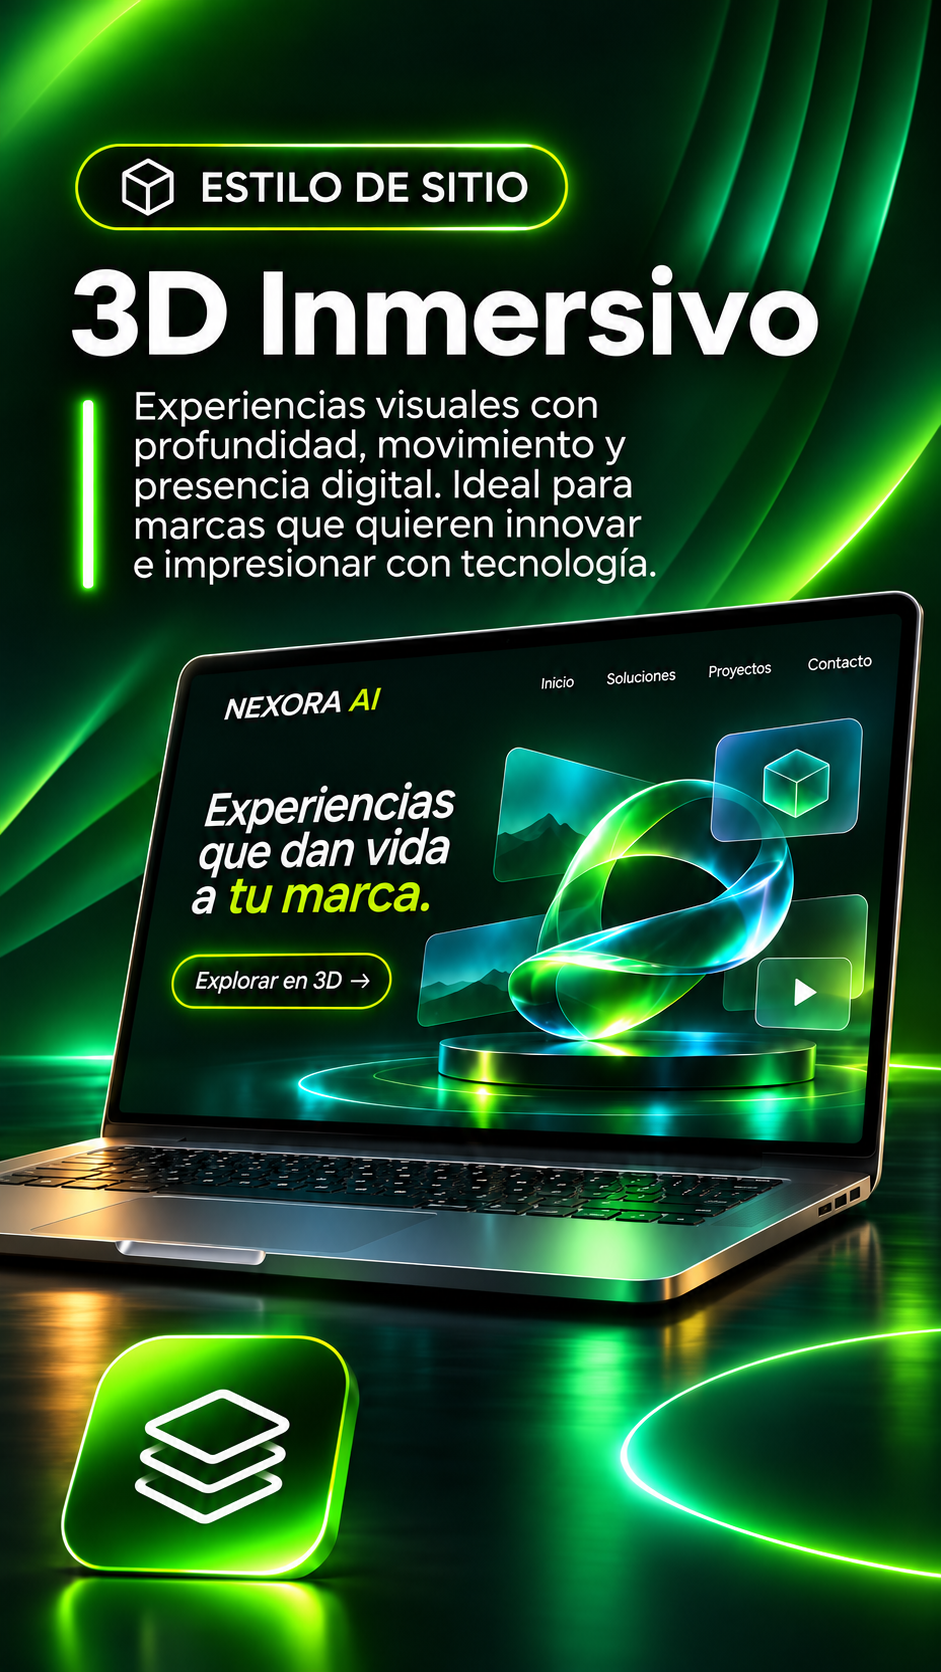 ESTILO DE SITIO
3D Inmersivo
Experiencias visuales con
profundidad, movimiento y
presencia digital. Ideal para
marcas que quieren innovar
e impresionar con tecnología.
NEXORA AI
Inicio Soluciones Proyectos Contacto
Experiencias
que dan vida
a tu marca.
Explorar en 3D →